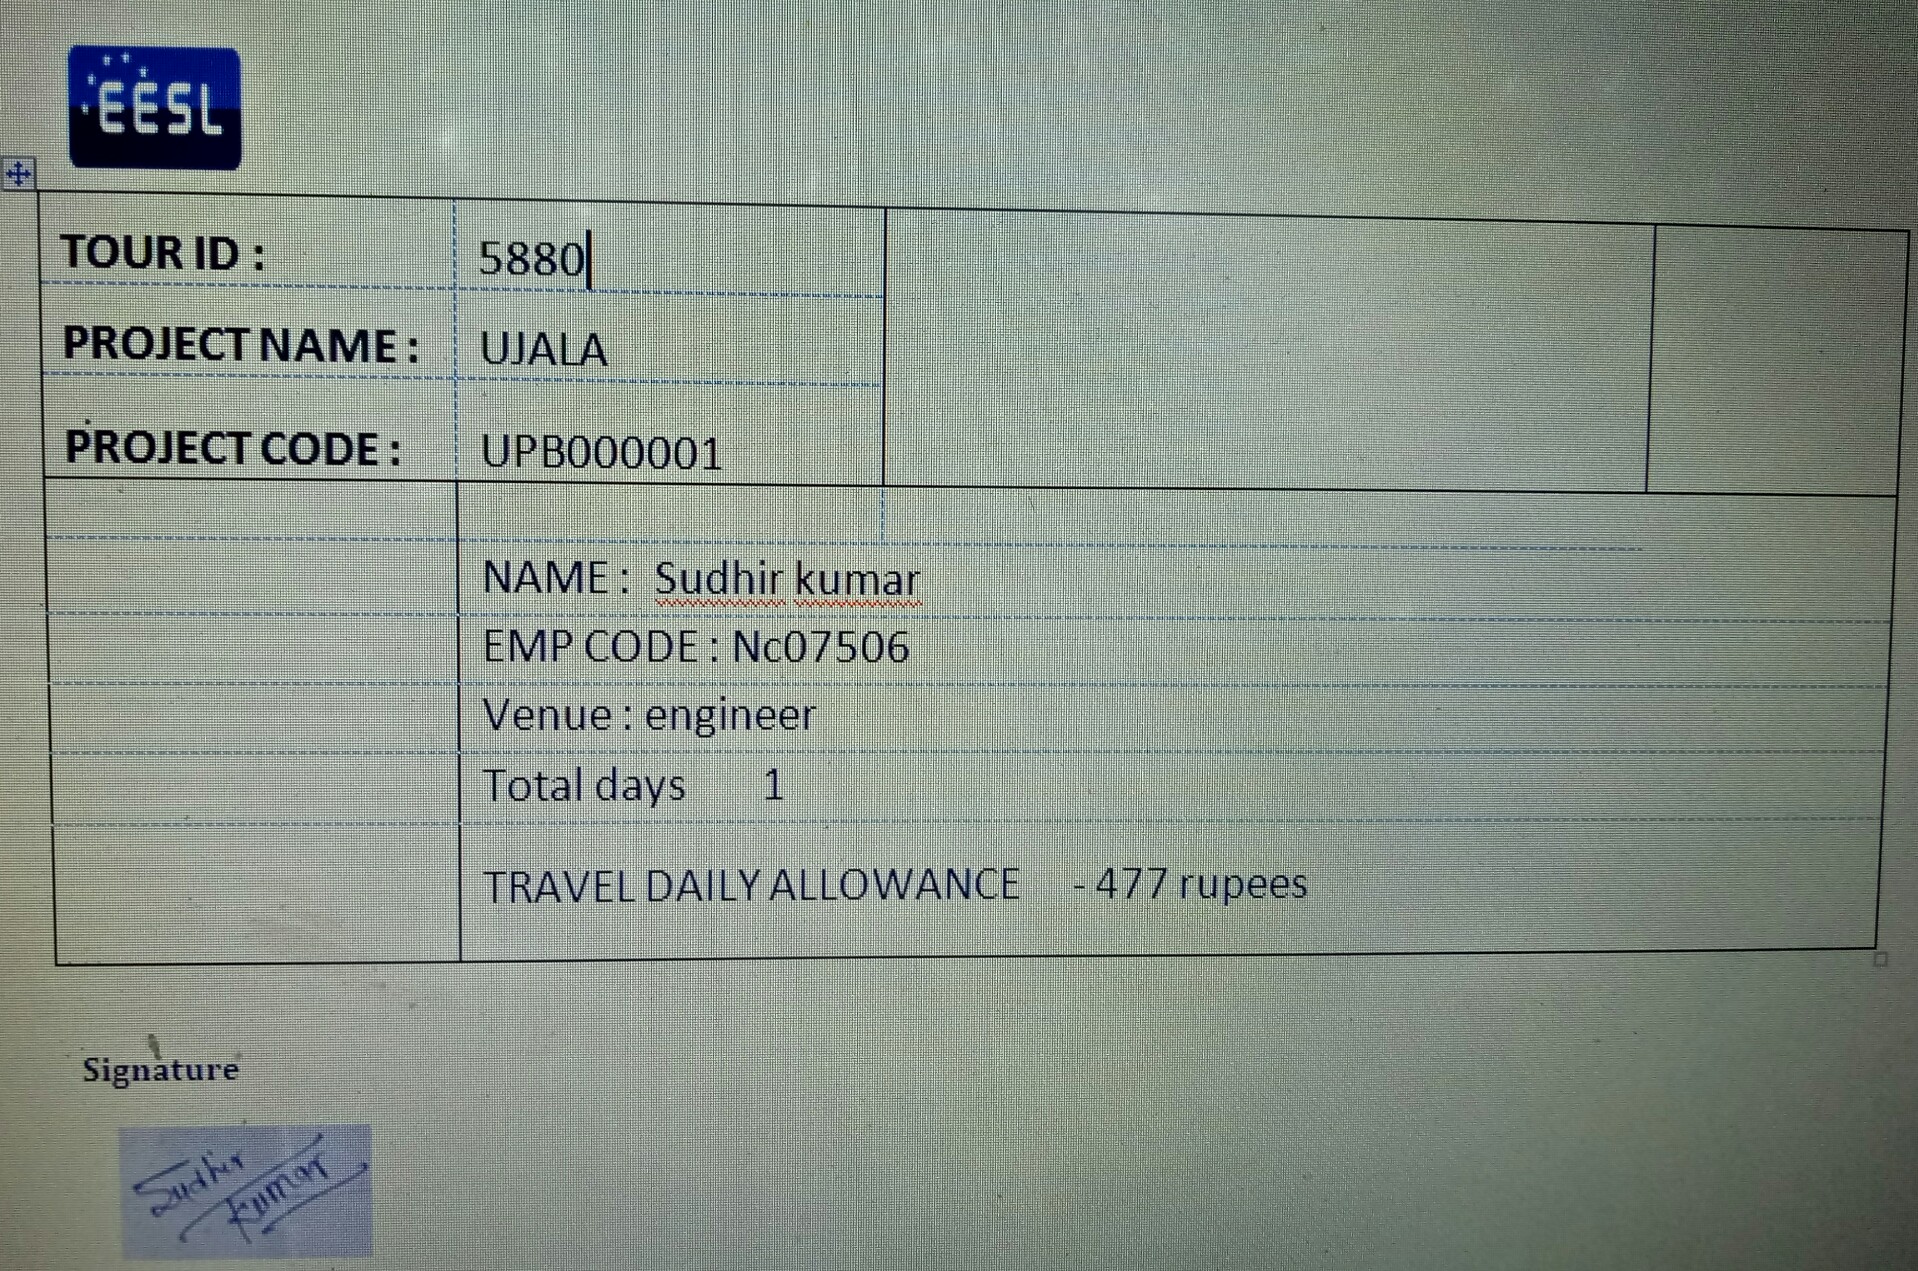 EESL
TOUR ID : 5880
PROJECT NAME : UJALA
PROJECT CODE : UPB000001
NAME : Sudhir kumar
EMP CODE : Nc07506
Venue : engineer
Total days 1
TRAVEL DAILY ALLOWANCE - 477 rupees
Signature
Sudhir
kumar